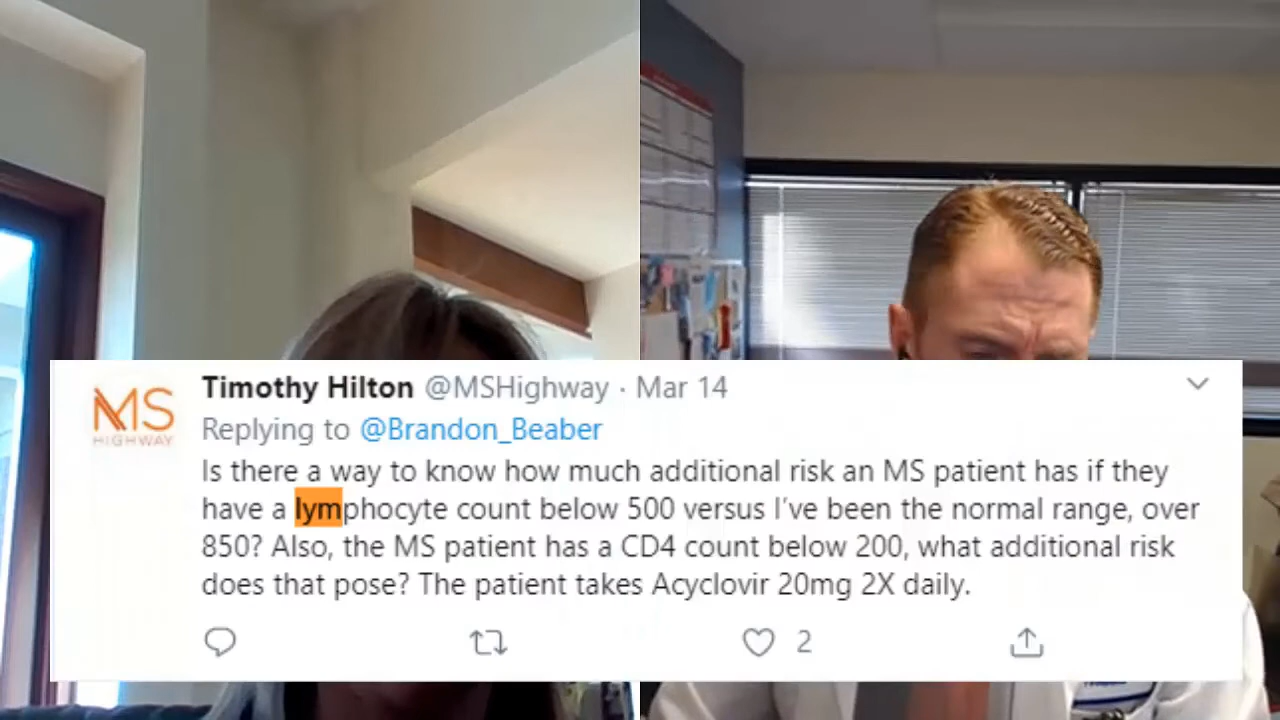 MS
HIGHWAY
Timothy Hilton @MSHighway · Mar 14
Replying to @Brandon_Beaber
Is there a way to know how much additional risk an MS patient has if they
have a lymphocyte count below 500 versus I've been the normal range, over
850? Also, the MS patient has a CD4 count below 200, what additional risk
does that pose? The patient takes Acyclovir 20mg 2X daily.
2